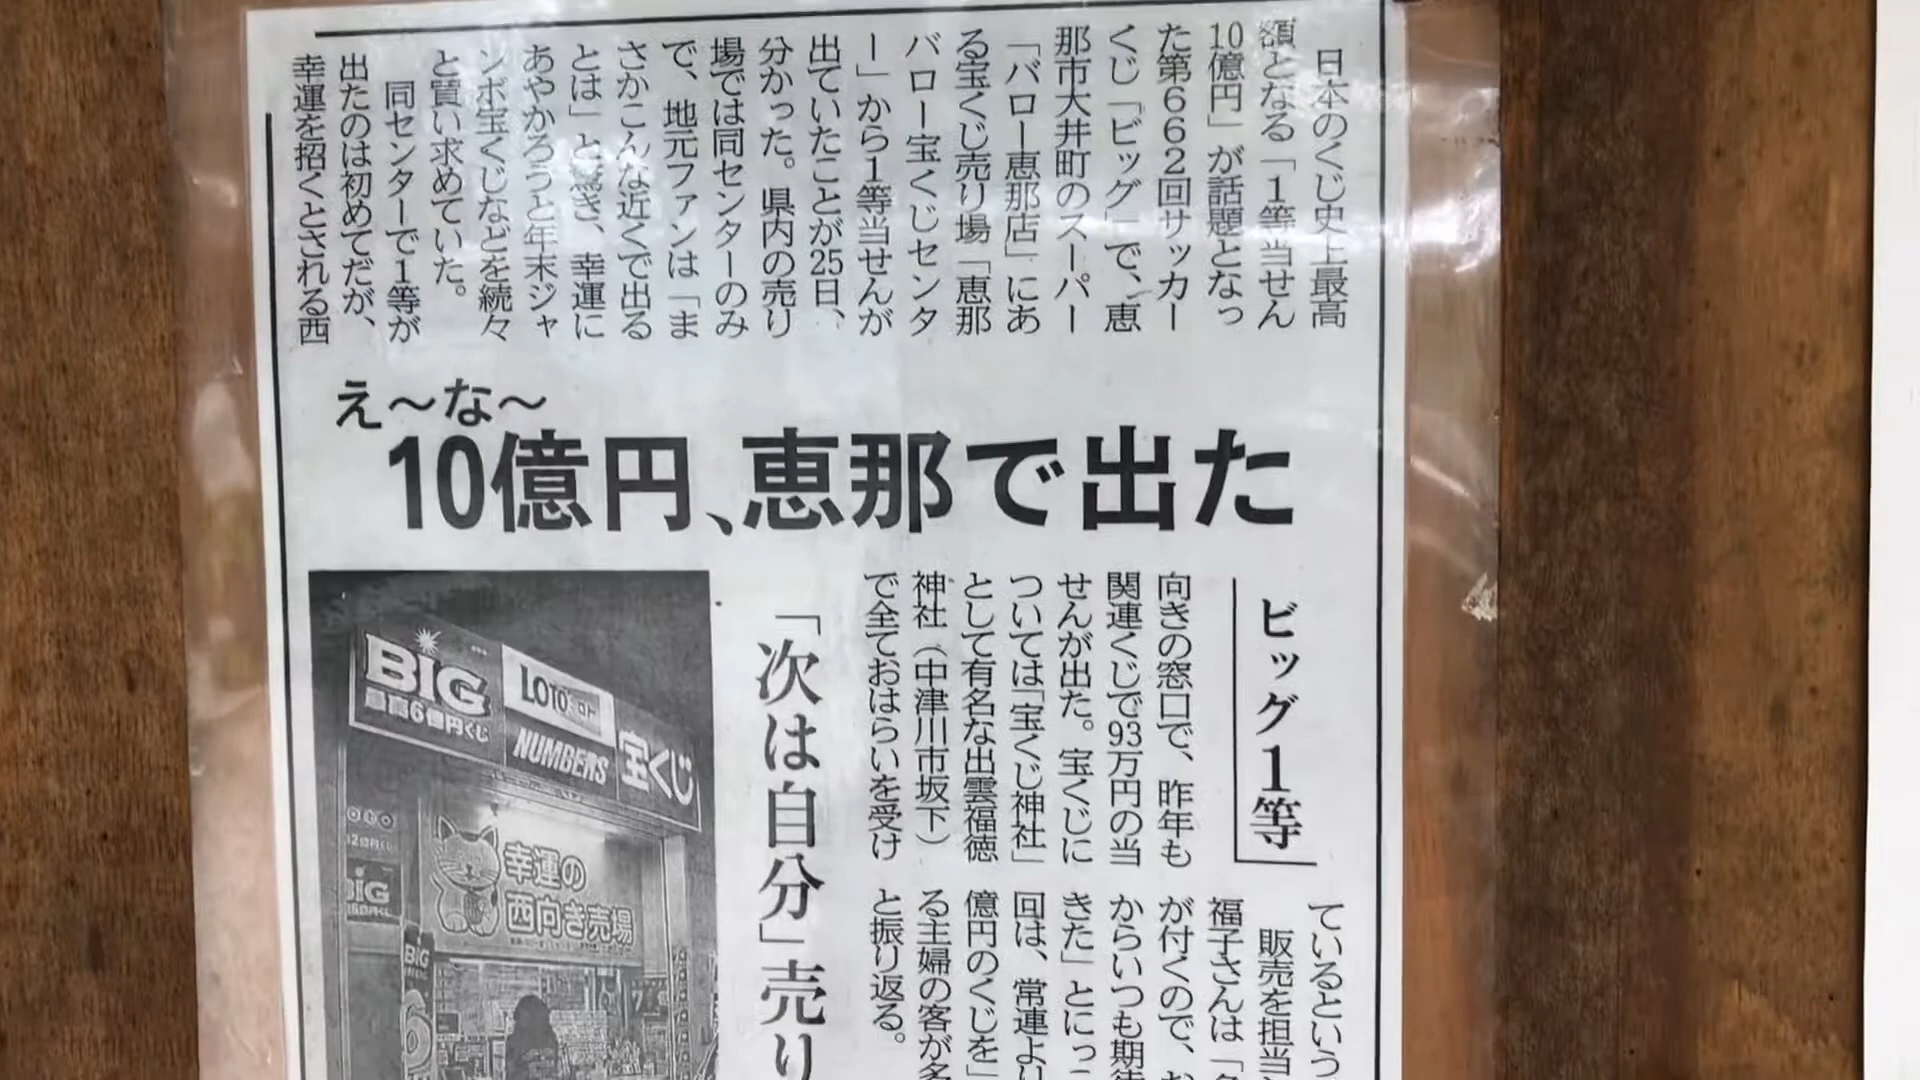 日本のくじ史上最高
額となる「1等当せん
10億円」が話題となっ
た第662回サッカー
くじ「ビッグ」で、恵
那市大井町のスーパー
「バロー恵那店」にあ
る宝くじ売り場「恵那
バロー宝くじセンタ
ー」から1等当せんが
出ていたことが25日、
分かった。県内の売り
場では同センターのみ
で、地元ファンは「ま
さかこんな近くで出る
とは」と驚き、幸運に
あやかろうと年末ジャ
ンボ宝くじなどを続々
と買い求めていた。
同センターで1等が
出たのは初めてだが、
幸運を招くとされる西
え〜な〜
10億円、恵那で出た
ビッグ1等
向きの窓口で、昨年も
関連くじで93万円の当
せんが出た。宝くじに
ついては「宝くじ神社」
として有名な出雲福徳
神社(中津川市坂下)
で全ておはらいを受け
ているという
販売を担当
福子さんは「
が付くので、お
からいつも期待
きた」とにっこ
回は、常連より
億円のくじを」
る主婦の客が多
と振り返る。
「次は自分」売り
BIG
最高6億円くじ
LOTO ミニロト
NUMBERS
宝くじ
幸運の
西向き売場
BIG
BIG
6